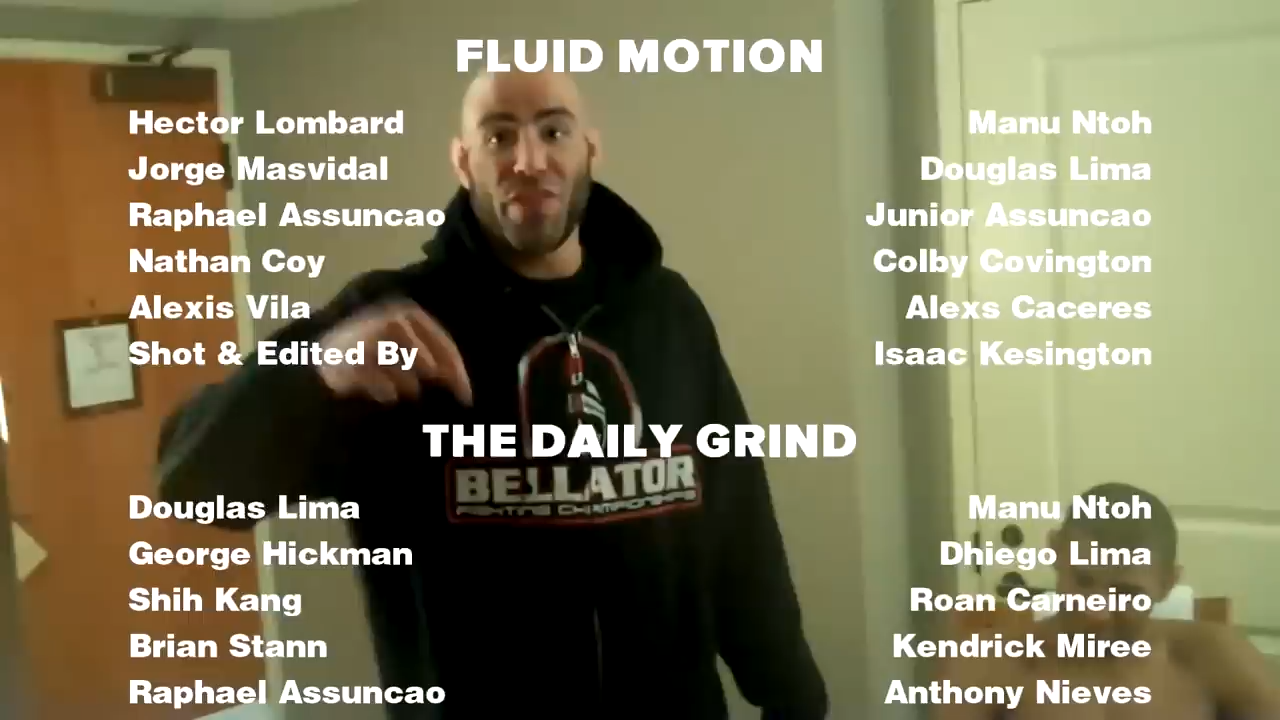 FLUID MOTION
Hector Lombard Manu Ntoh
Jorge Masvidal Douglas Lima
Raphael Assuncao Junior Assuncao
Nathan Coy Colby Covington
Alexis Vila Alexs Caceres
Shot & Edited By Isaac Kesington
THE DAILY GRIND
BELLATOR
FIGHTING CHAMPIONSHIPS
Douglas Lima Manu Ntoh
George Hickman Dhiego Lima
Shih Kang Roan Carneiro
Brian Stann Kendrick Miree
Raphael Assuncao Anthony Nieves